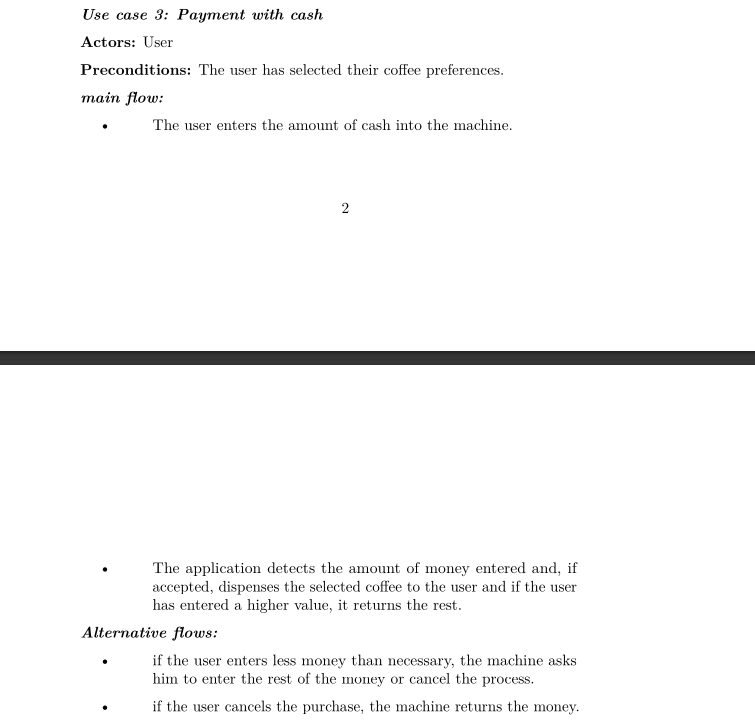 Use case 3: Payment with cash
Actors: User
Preconditions: The user has selected their coffee preferences.
main flow:
• The user enters the amount of cash into the machine.
2
• The application detects the amount of money entered and, if
accepted, dispenses the selected coffee to the user and if the user
has entered a higher value, it returns the rest.
Alternative flows:
• if the user enters less money than necessary, the machine asks
him to enter the rest of the money or cancel the process.
• if the user cancels the purchase, the machine returns the money.